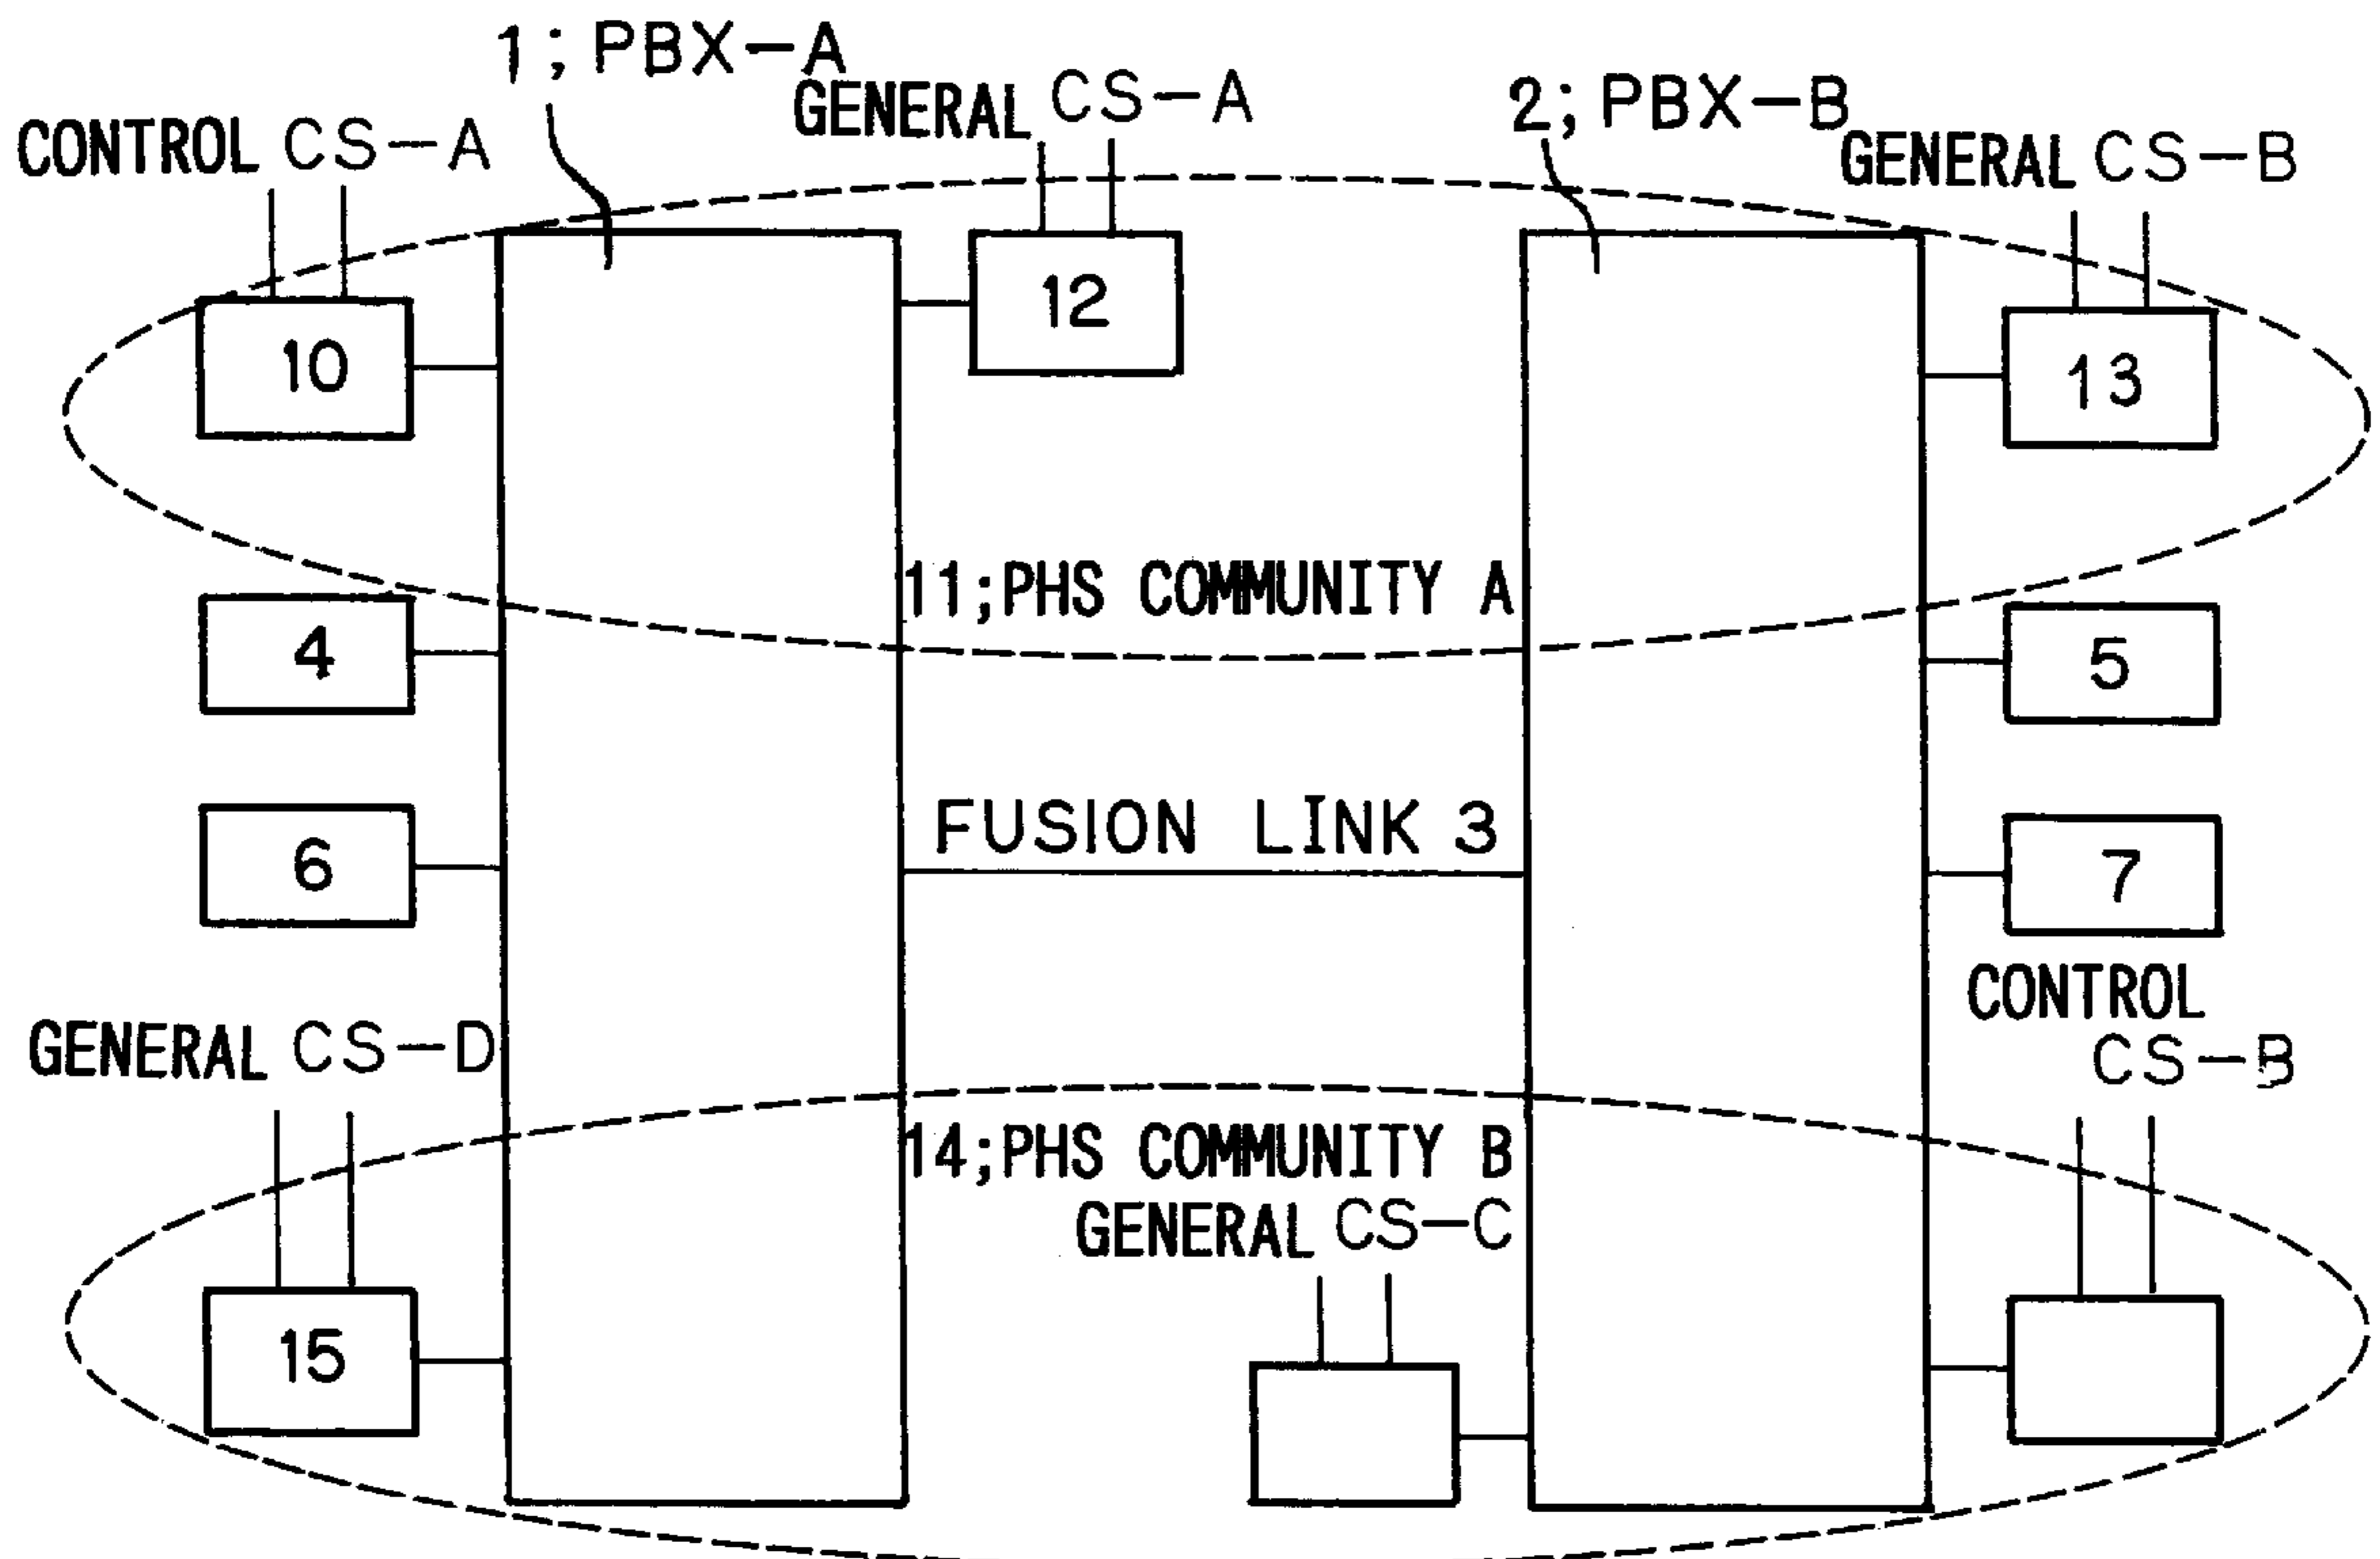 1; PBX-A
CONTROL CS-A
GENERAL CS-A
2; PBX-B
GENERAL CS-B
10
12
13
11;PHS COMMUNITY A
4
5
FUSION LINK 3
6
7
GENERAL CS-D
CONTROL
CS-B
14;PHS COMMUNITY B
GENERAL CS-C
15